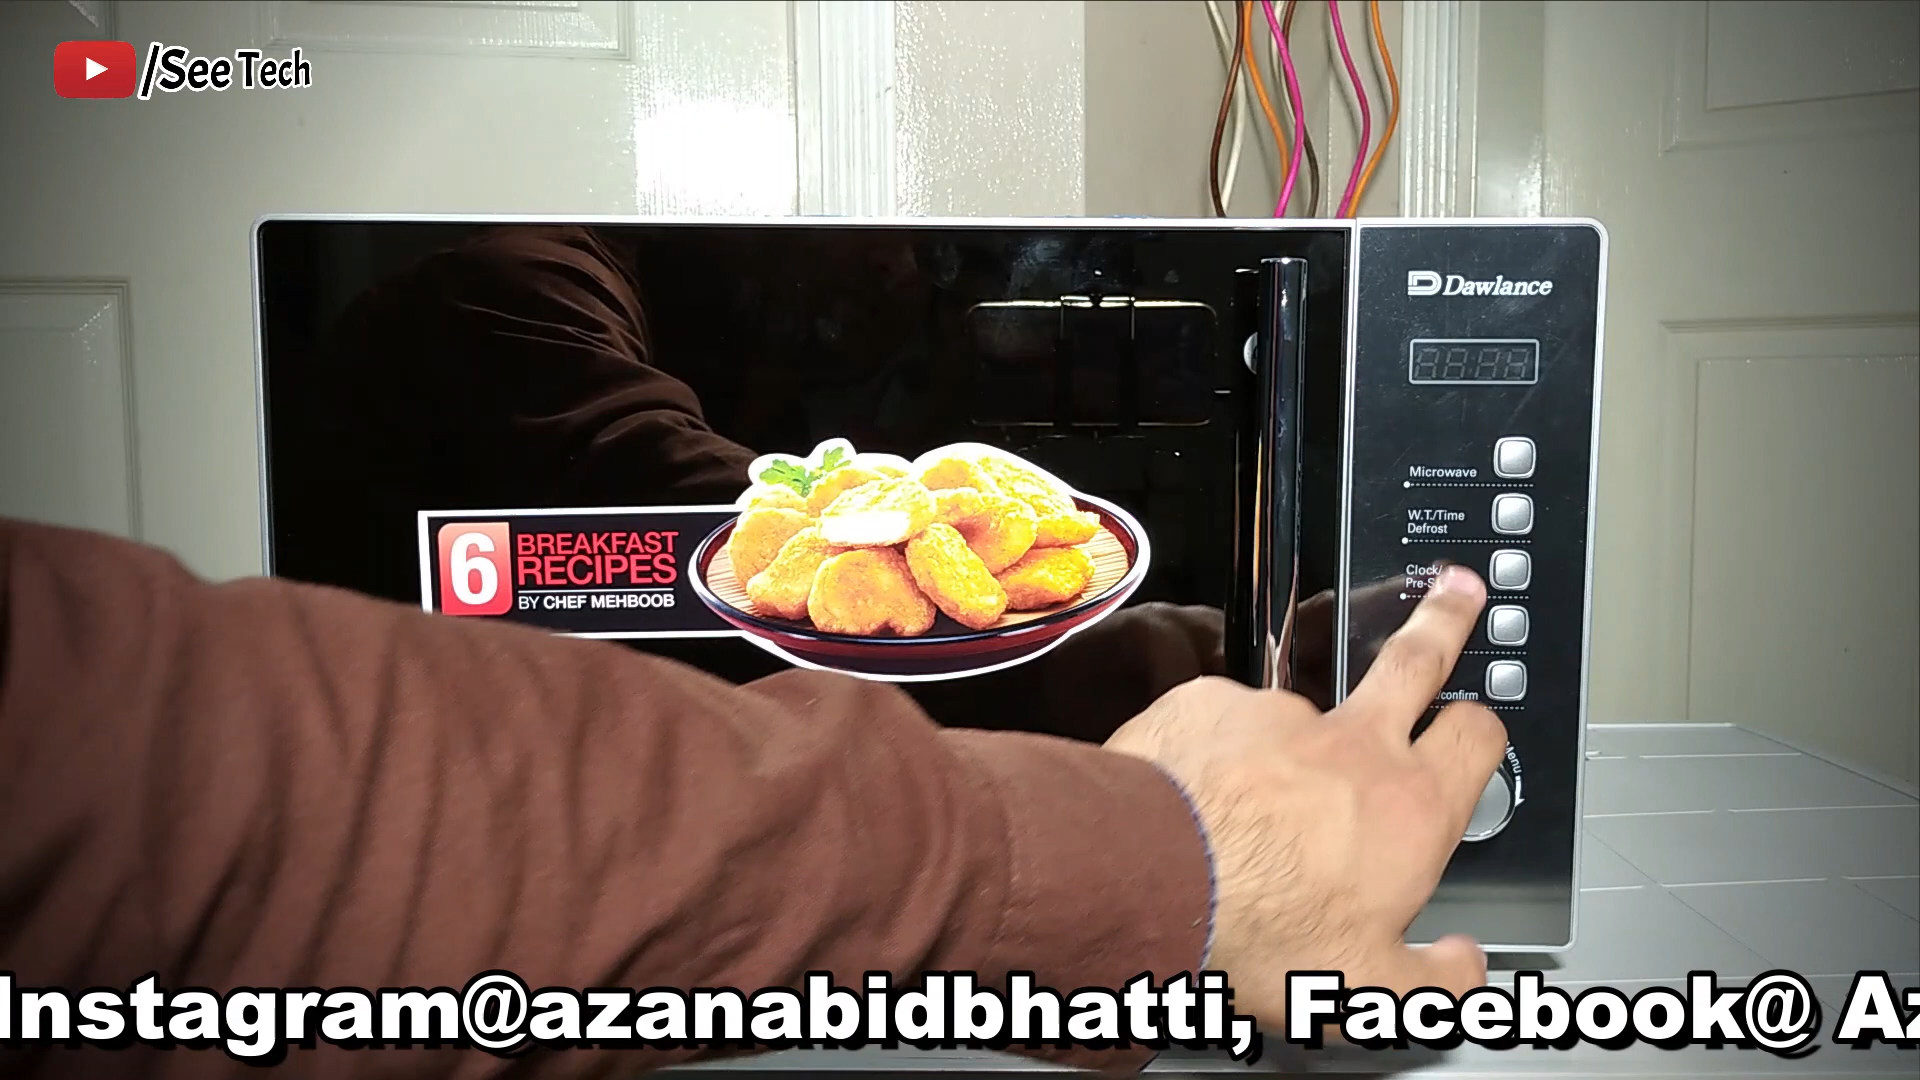 /See Tech
Dawlance
Microwave
W.T./Time
Defrost
Clock/
6
BREAKFAST
RECIPES
BY CHEF MEHBOOB
/confirm
Menu
Instagram@azanabidbhatti, Facebook@ Az